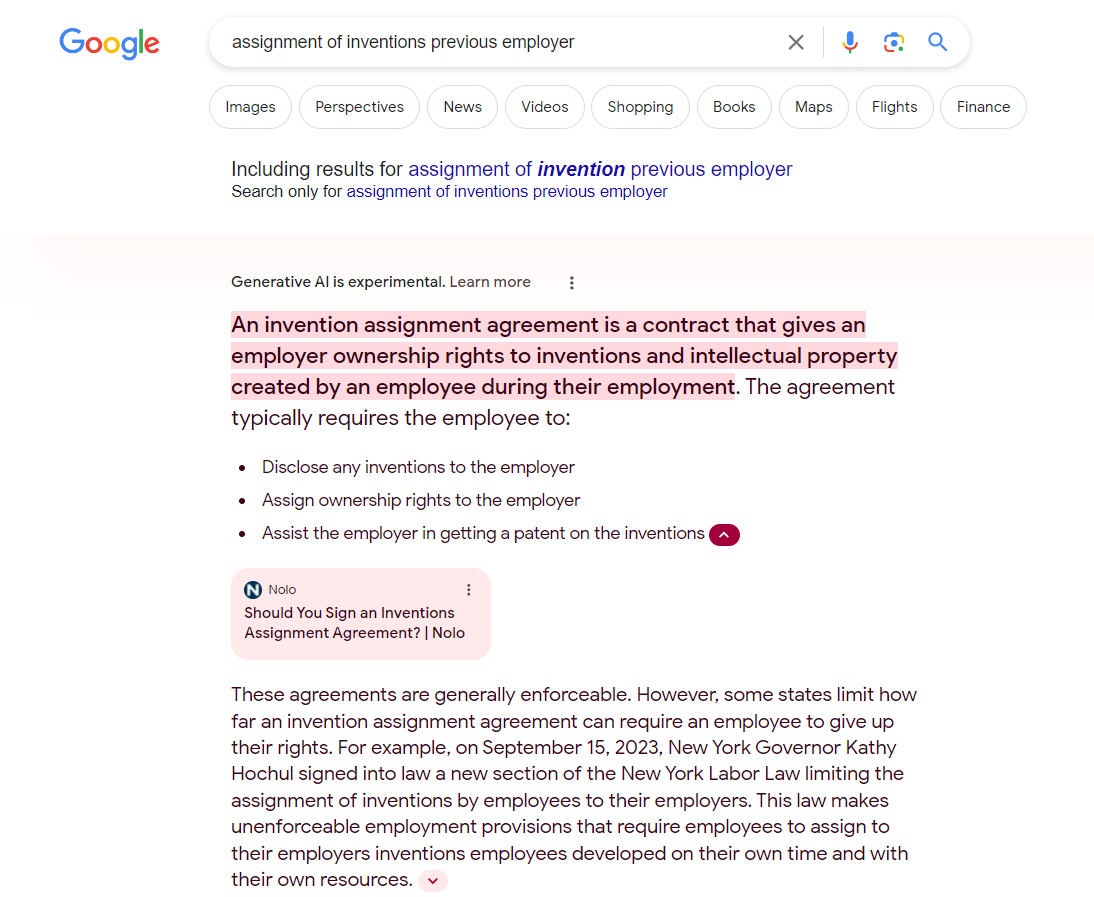 Google
assignment of inventions previous employer
Images
Perspectives
News
Videos
Shopping
Books
Maps
Flights
Finance
Including results for assignment of invention previous employer
Search only for assignment of inventions previous employer
Generative AI is experimental. Learn more
An invention assignment agreement is a contract that gives an
employer ownership rights to inventions and intellectual property
created by an employee during their employment. The agreement
typically requires the employee to:
• Disclose any inventions to the employer
• Assign ownership rights to the employer
• Assist the employer in getting a patent on the inventions
N Nolo
Should You Sign an Inventions
Assignment Agreement? | Nolo
These agreements are generally enforceable. However, some states limit how
far an invention assignment agreement can require an employee to give up
their rights. For example, on September 15, 2023, New York Governor Kathy
Hochul signed into law a new section of the New York Labor Law limiting the
assignment of inventions by employees to their employers. This law makes
unenforceable employment provisions that require employees to assign to
their employers inventions employees developed on their own time and with
their own resources.